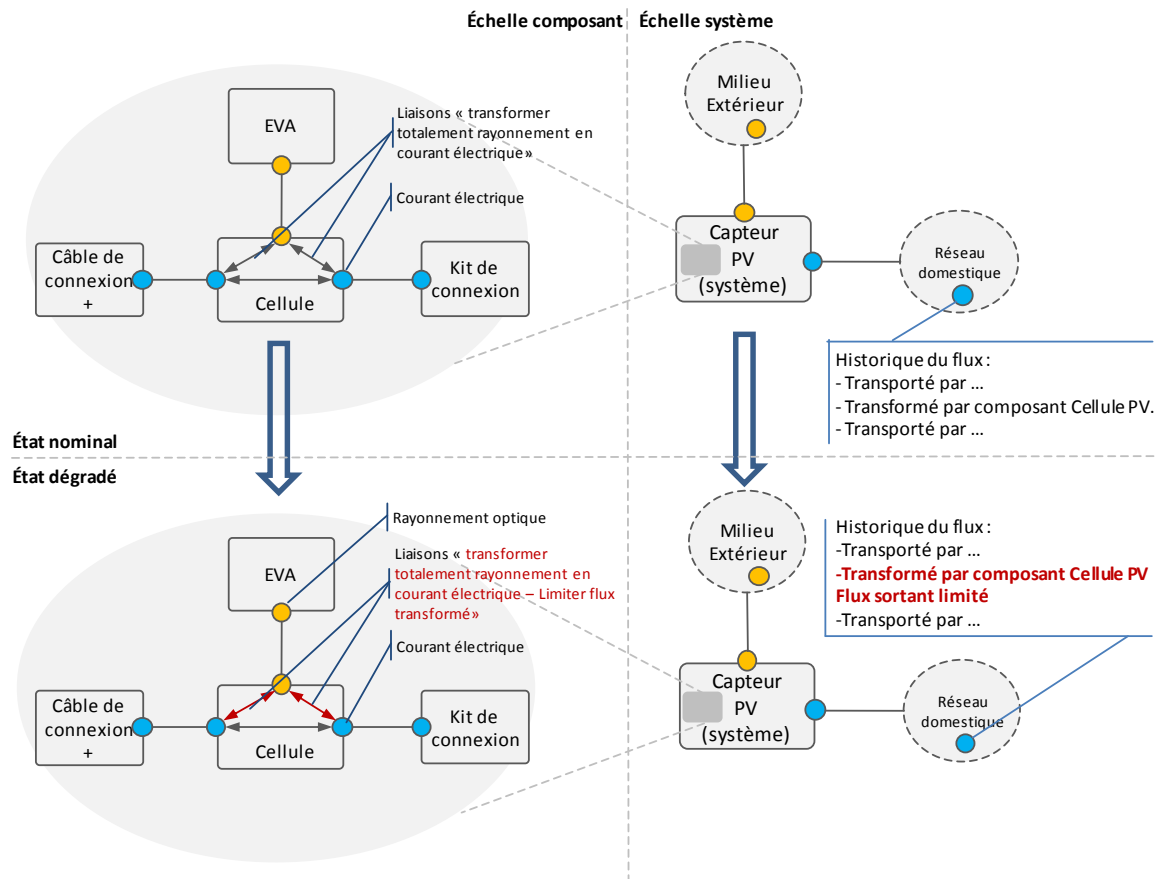 Échelle composant
Échelle système
EVA
Liaisons « transformer
totalement rayonnement en
courant électrique»
Courant électrique
Câble de
connexion
+
Cellule
Kit de
connexion
Milieu
Extérieur
Capteur
PV
(système)
Réseau
domestique
Historique du flux :
- Transporté par ...
- Transformé par composant Cellule PV.
- Transporté par ...
État nominal
État dégradé
Rayonnement optique
EVA
Liaisons « transformer
totalement rayonnement en
courant électrique – Limiter flux
transformé»
Courant électrique
Câble de
connexion
+
Cellule
Kit de
connexion
Milieu
Extérieur
Historique du flux :
-Transporté par ...
-Transformé par composant Cellule PV
Flux sortant limité
-Transporté par ...
Capteur
PV
(système)
Réseau
domestique